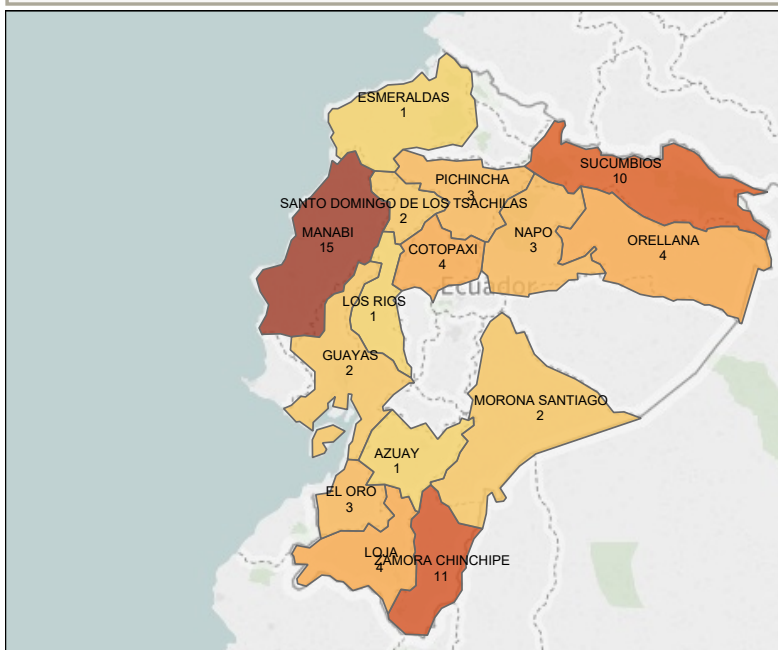 ESMERALDAS
1
SUCUMBIOS
10
PICHINCHA
3
SANTO DOMINGO DE LOS TSACHILAS
2
MANABI
15
COTOPAXI
4
NAPO
3
ORELLANA
4
Ecuador
LOS RIOS
1
GUAYAS
2
MORONA SANTIAGO
2
AZUAY
1
EL ORO
3
LOJA
4
ZAMORA CHINCHIPE
11